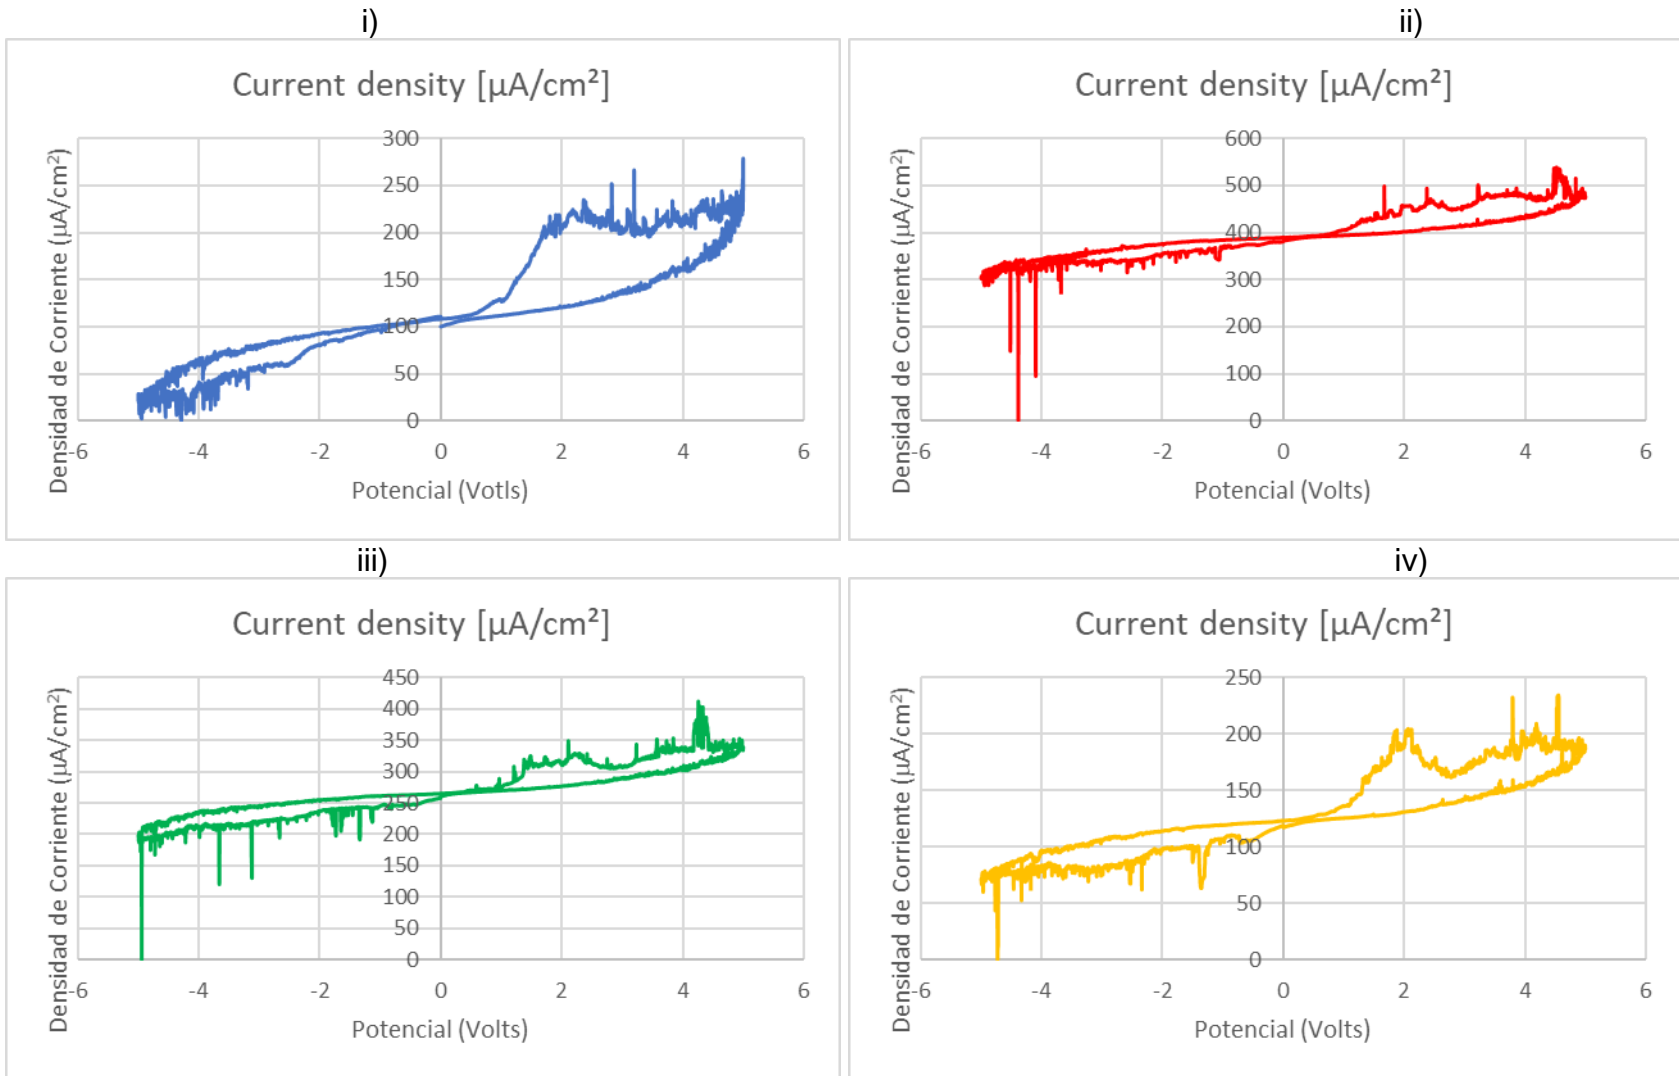 i)
ii)
Current density [µA/cm²]
Densidad de Corriente (µA/cm²)
300
250
200
150
100
50
0
-6 -4 -2 0 2 4 6
Potencial (Votls)
Current density [µA/cm²]
Densidad de Corriente (µA/cm²)
600
500
400
300
200
100
0
-6 -4 -2 0 2 4 6
Potencial (Volts)
iii)
iv)
Current density [µA/cm²]
Densidad de Corriente (µA/cm²)
450
400
350
300
250
200
150
100
50
0
-6 -4 -2 0 2 4 6
Potencial (Volts)
Current density [µA/cm²]
Densidad de Corriente (µA/cm²)
250
200
150
100
50
0
-6 -4 -2 0 2 4 6
Potencial (Volts)